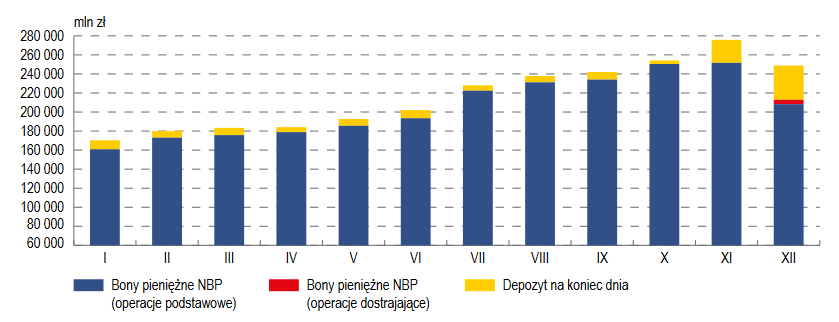 mln zł
280 000
260 000
240 000
220 000
200 000
180 000
160 000
140 000
120 000
100 000
80 000
60 000
I II III IV V VI VII VIII IX X XI XII
Bony pieniężne NBP
(operacje podstawowe)
Bony pieniężne NBP
(operacje dostrajające)
Depozyt na koniec dnia